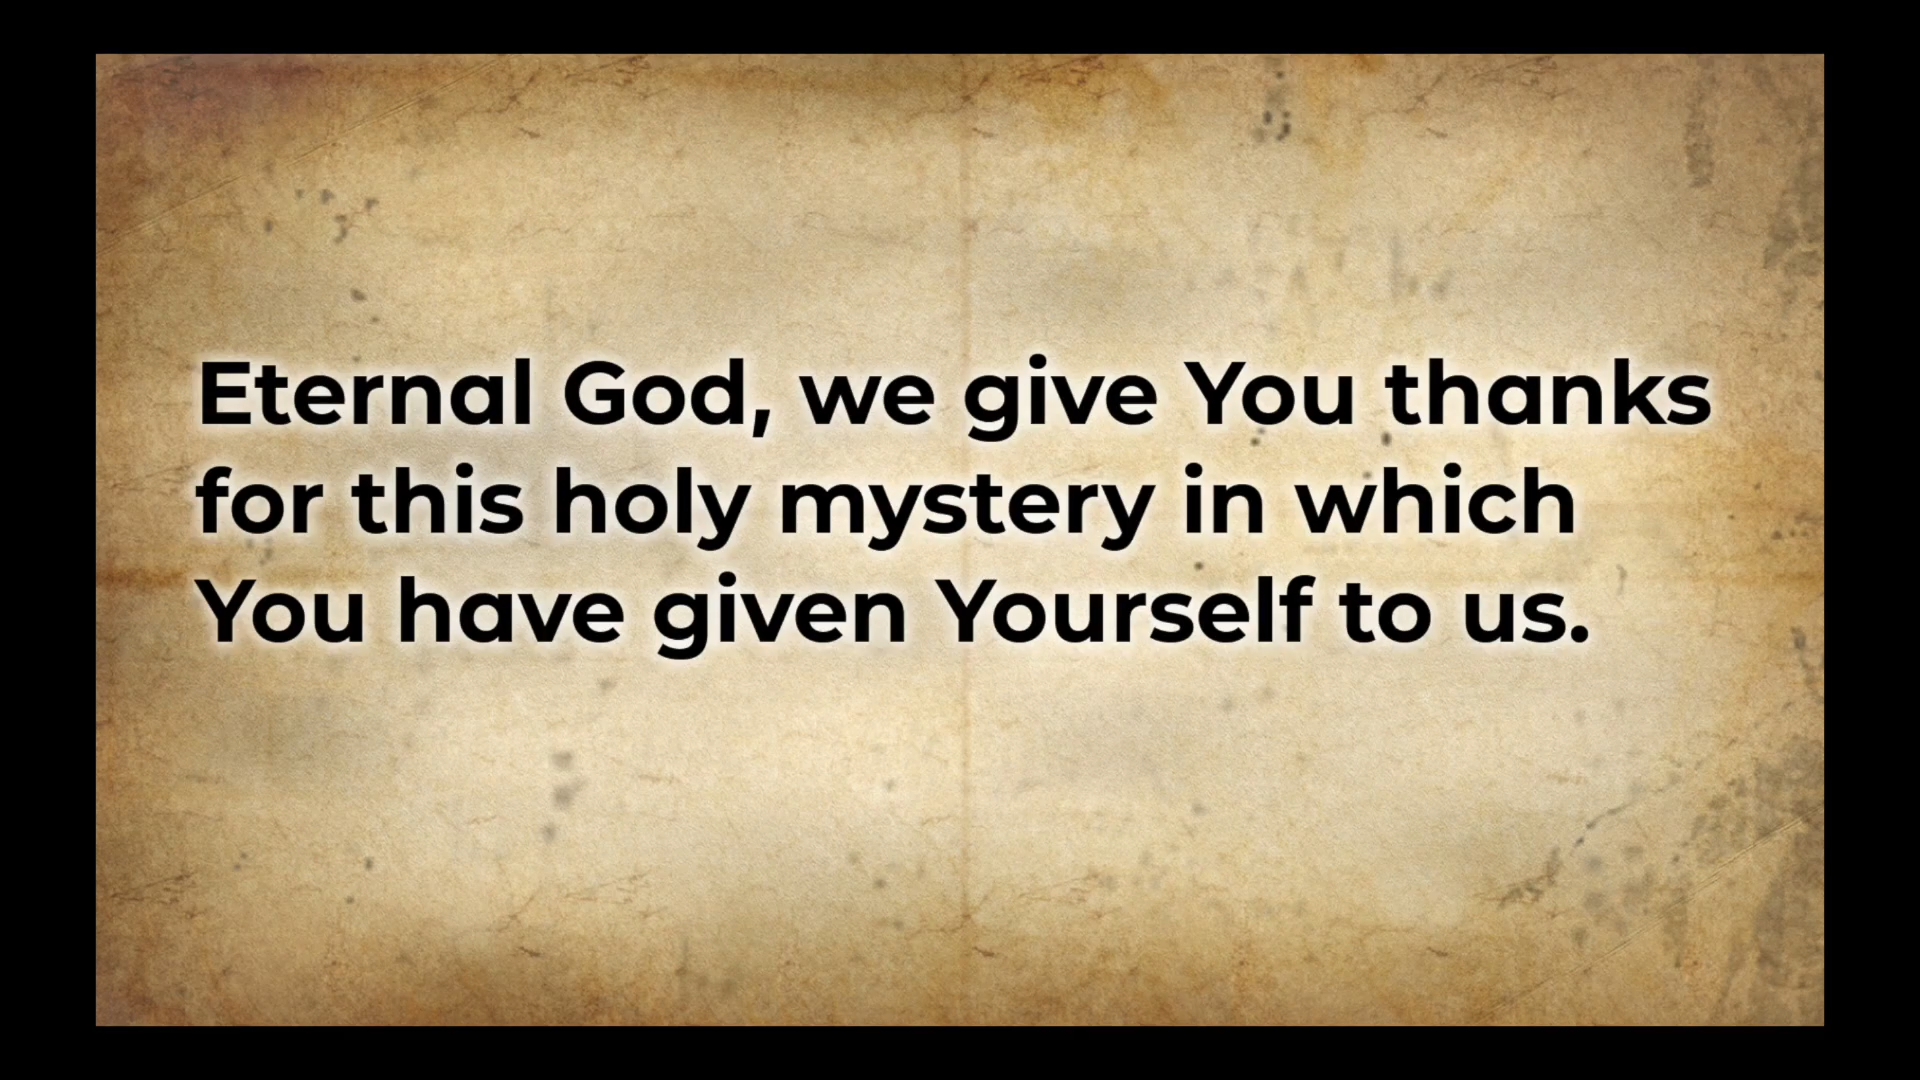 Eternal God, we give You thanks
for this holy mystery in which
You have given Yourself to us.